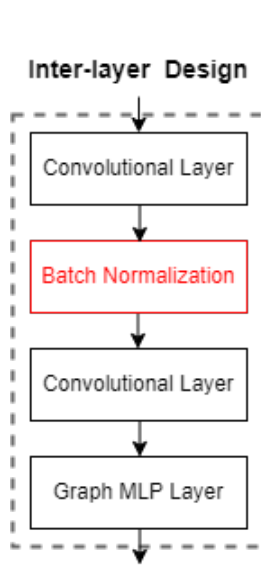 Inter-layer Design
Convolutional Layer
Batch Normalization
Convolutional Layer
Graph MLP Layer